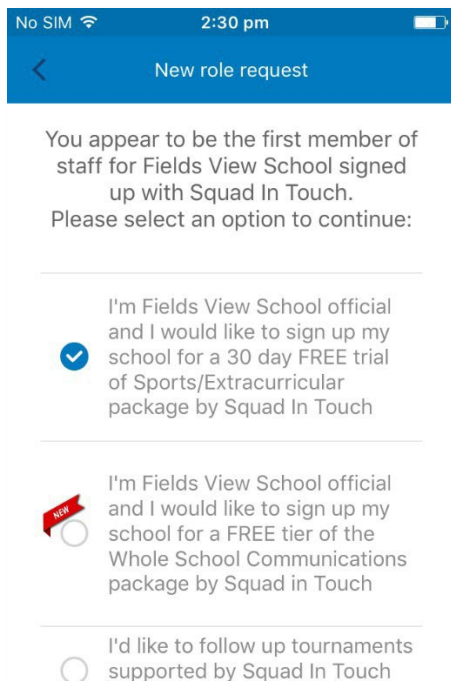 No SIM 2:30 pm
New role request
You appear to be the first member of
staff for Fields View School signed
up with Squad In Touch.
Please select an option to continue:
I'm Fields View School official
and I would like to sign up my
school for a 30 day FREE trial
of Sports/Extracurricular
package by Squad In Touch
NEW
I'm Fields View School official
and I would like to sign up my
school for a FREE tier of the
Whole School Communications
package by Squad in Touch
I'd like to follow up tournaments
supported by Squad In Touch